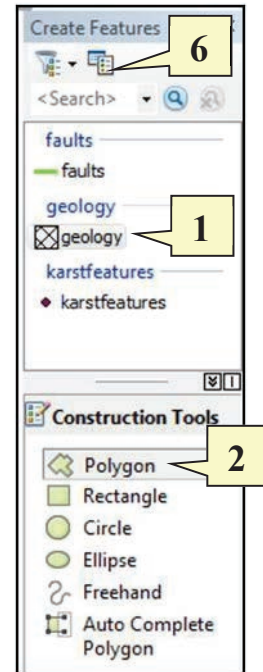 Create Features
6
<Search>
faults
faults
geology
geology
1
karstfeatures
karstfeatures
Construction Tools
Polygon
2
Rectangle
Circle
Ellipse
Freehand
Auto Complete
Polygon